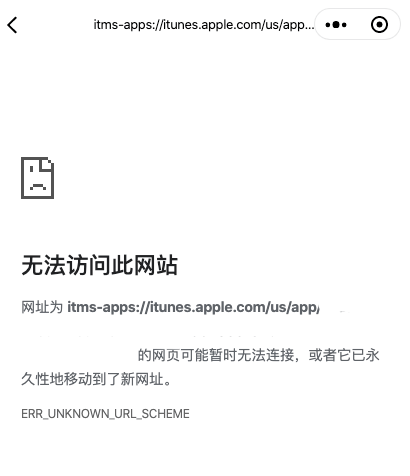 itms-apps://itunes.apple.com/us/app...
无法访问此网站
网址为 itms-apps://itunes.apple.com/us/app/
的网页可能暂时无法连接，或者它已永
久性地移动到了新网址。
ERR_UNKNOWN_URL_SCHEME